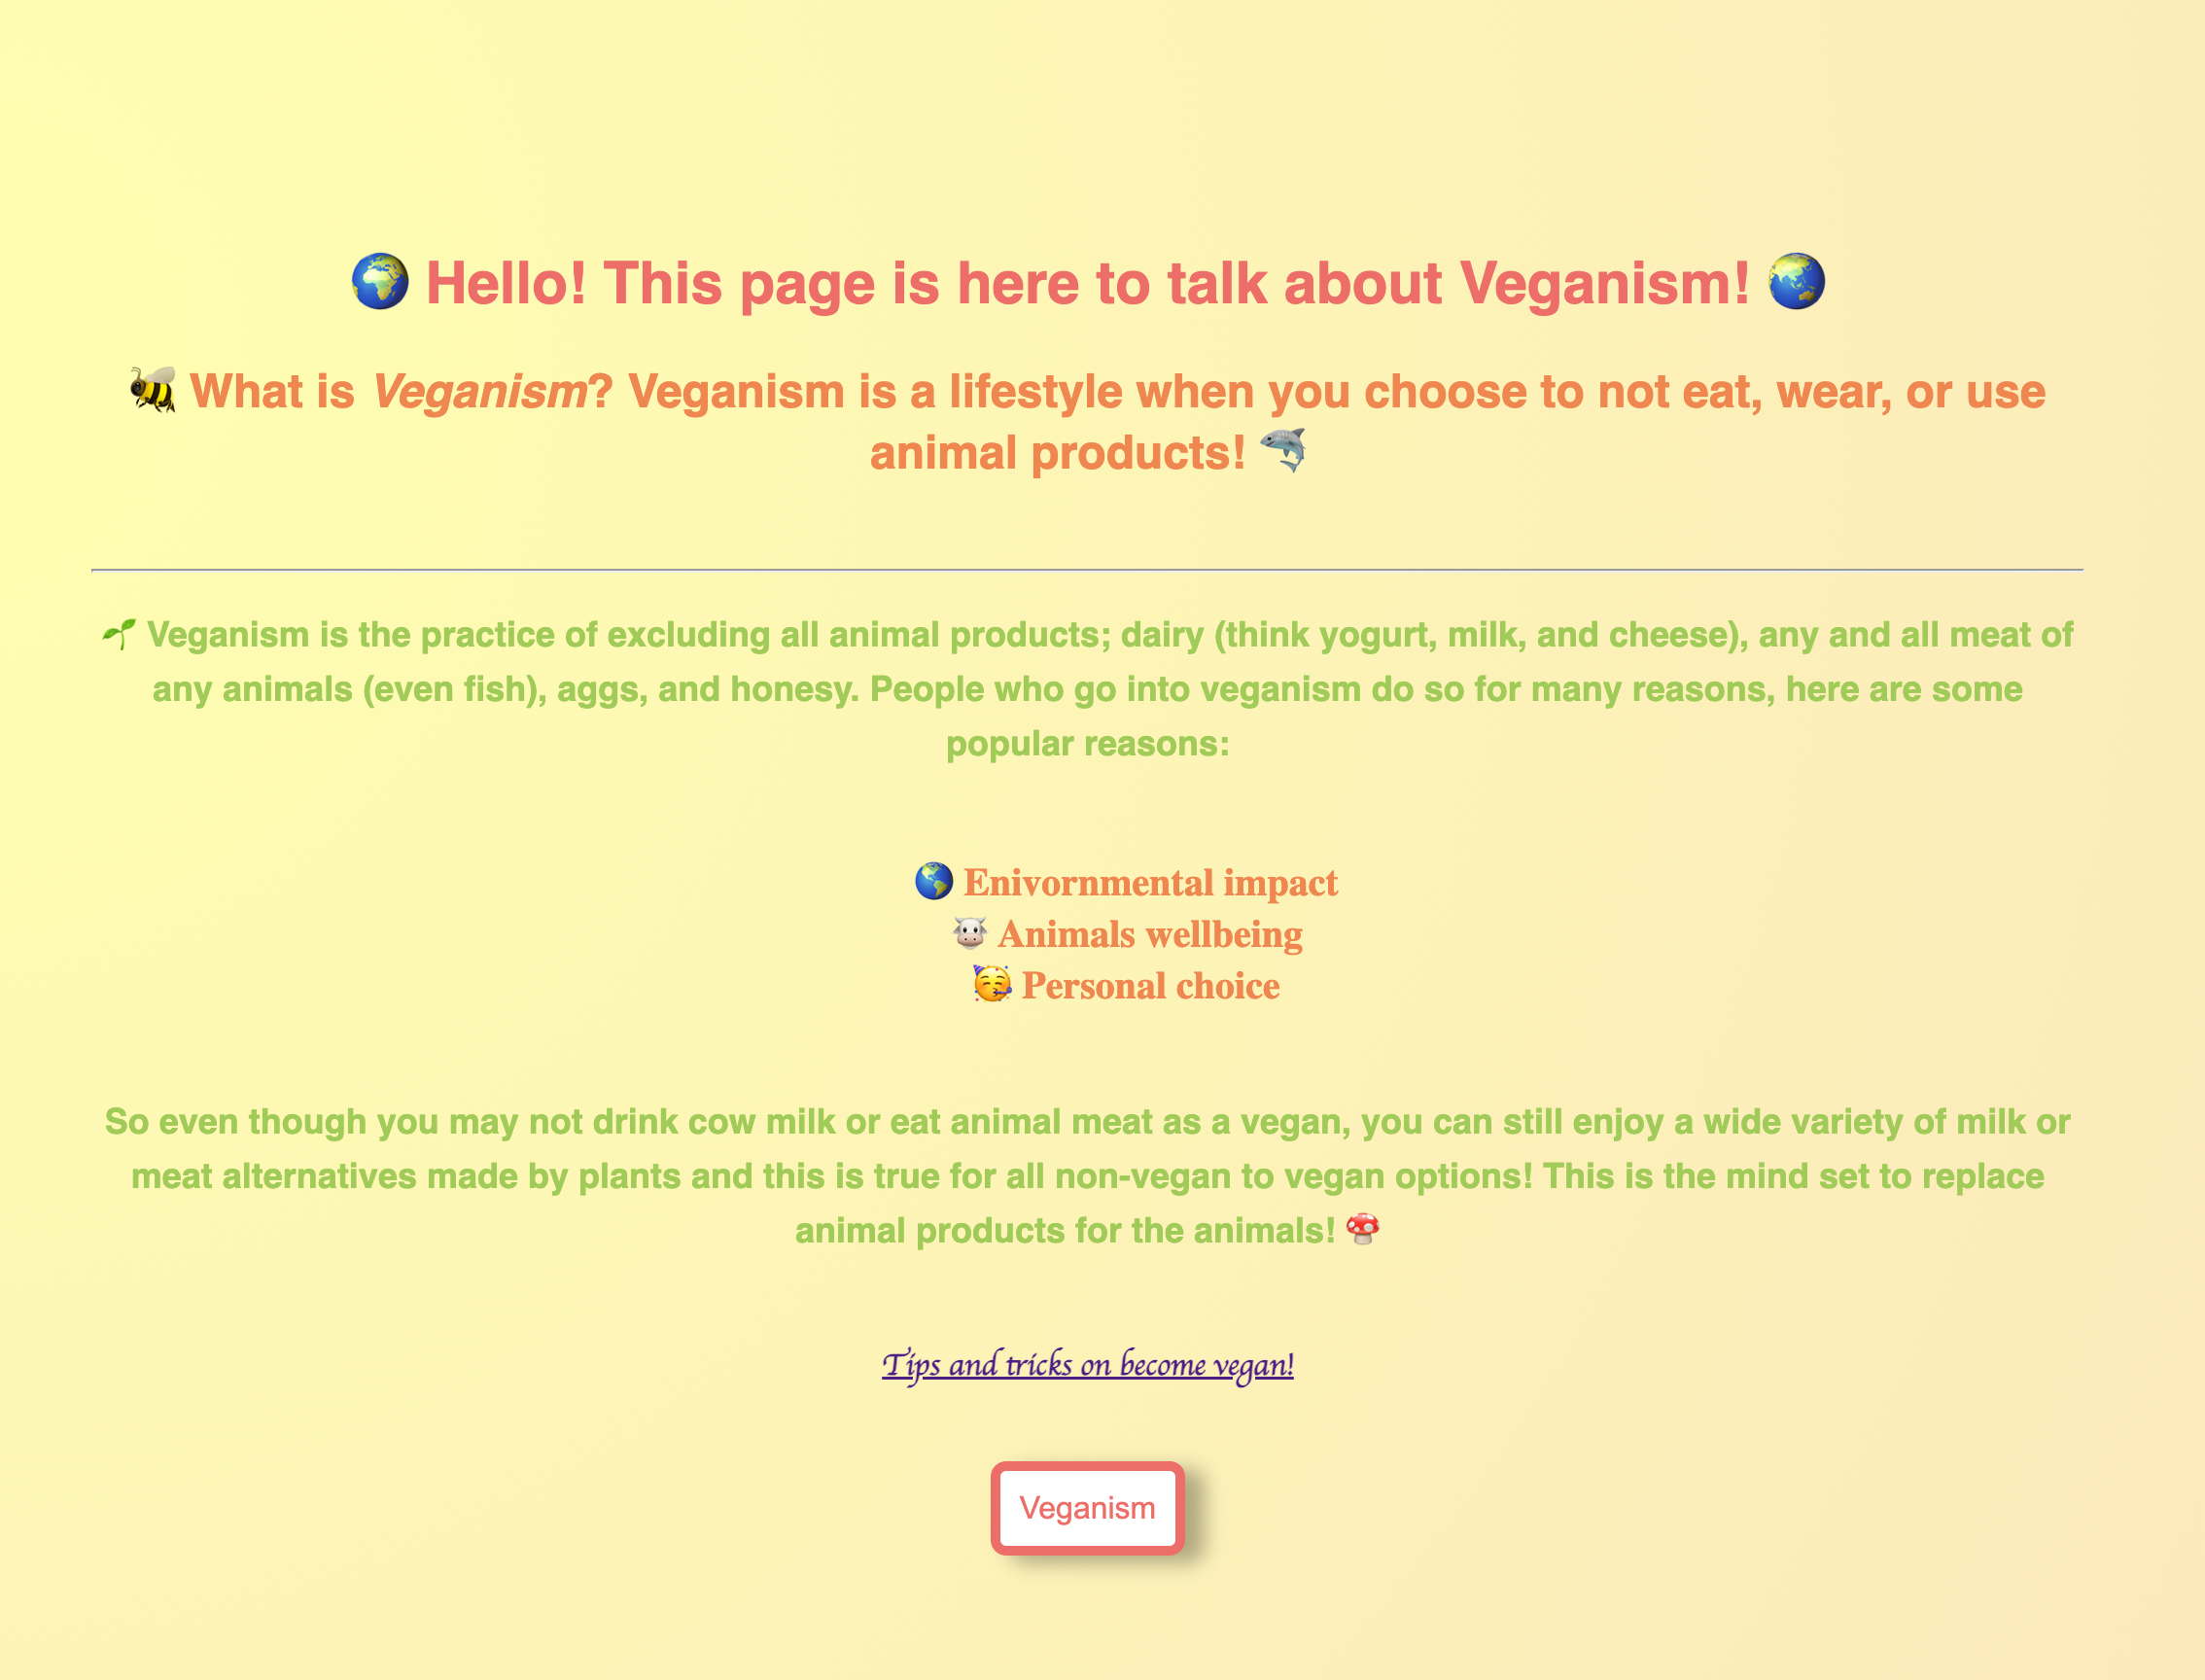 🌍 Hello! This page is here to talk about Veganism! 🌏
🐝 What is Veganism? Veganism is a lifestyle when you choose to not eat, wear, or use
animal products! 🦈
🌱 Veganism is the practice of excluding all animal products; dairy (think yogurt, milk, and cheese), any and all meat of
any animals (even fish), aggs, and honesy. People who go into veganism do so for many reasons, here are some
popular reasons:
🌎 Enivornmental impact
🐮 Animals wellbeing
🥳 Personal choice
So even though you may not drink cow milk or eat animal meat as a vegan, you can still enjoy a wide variety of milk or
meat alternatives made by plants and this is true for all non-vegan to vegan options! This is the mind set to replace
animal products for the animals! 🍄
Tips and tricks on become vegan!
Veganism